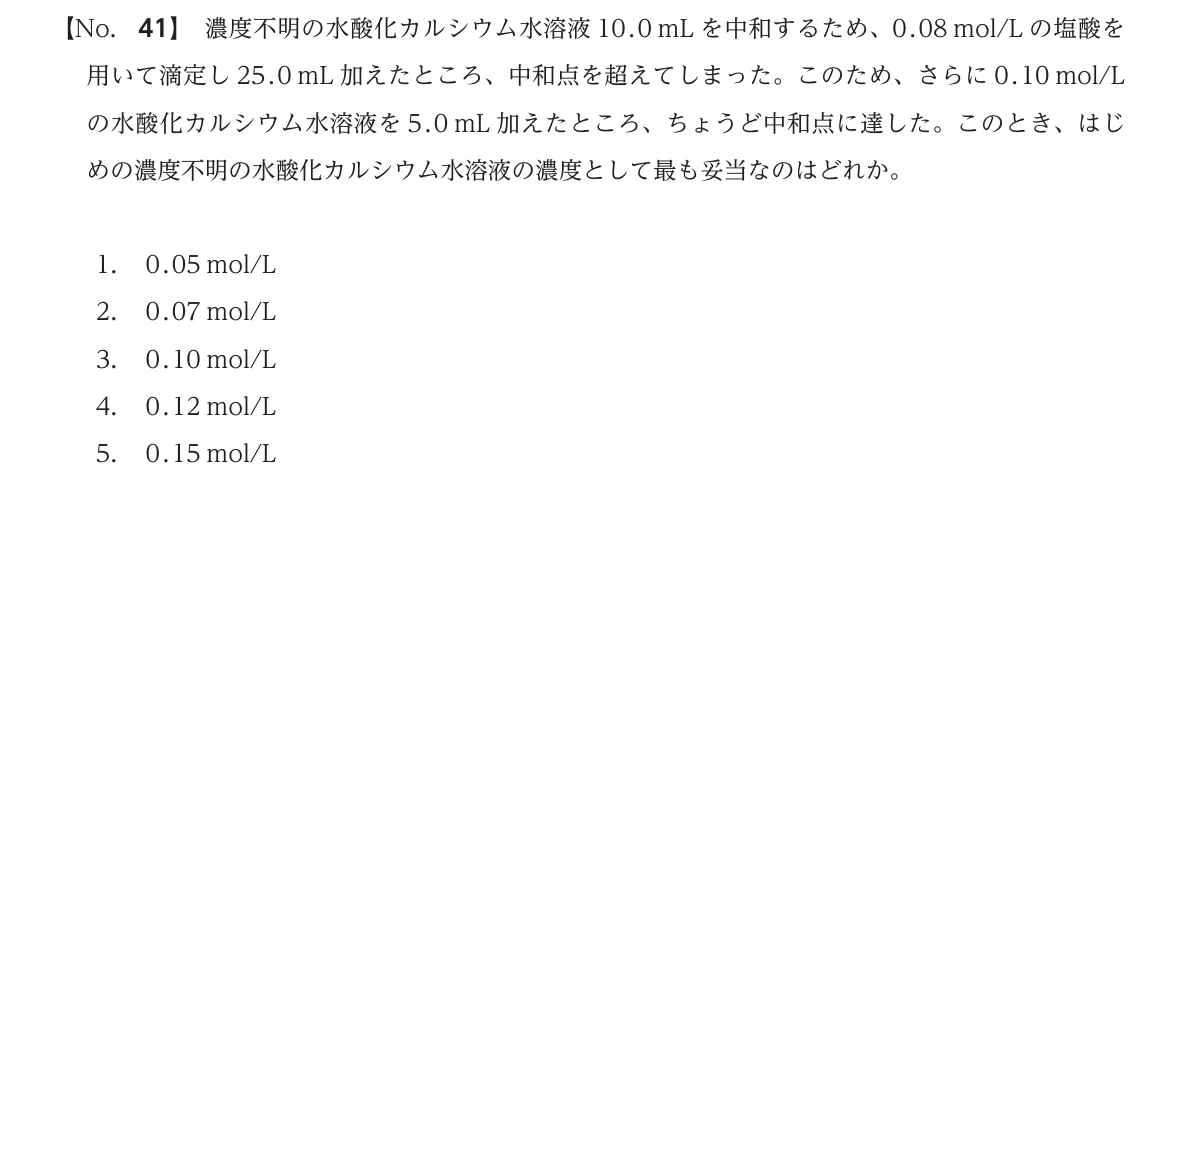 【No. 41】 濃度不明の水酸化カルシウム水溶液 10.0 mL を中和するため、0.08 mol/L の塩酸を
用いて滴定し 25.0 mL 加えたところ、中和点を超えてしまった。このため、さらに 0.10 mol/L
の水酸化カルシウム水溶液を 5.0 mL 加えたところ、ちょうど中和点に達した。このとき、はじ
めの濃度不明の水酸化カルシウム水溶液の濃度として最も妥当なのはどれか。
1. 0.05 mol/L
2. 0.07 mol/L
3. 0.10 mol/L
4. 0.12 mol/L
5. 0.15 mol/L